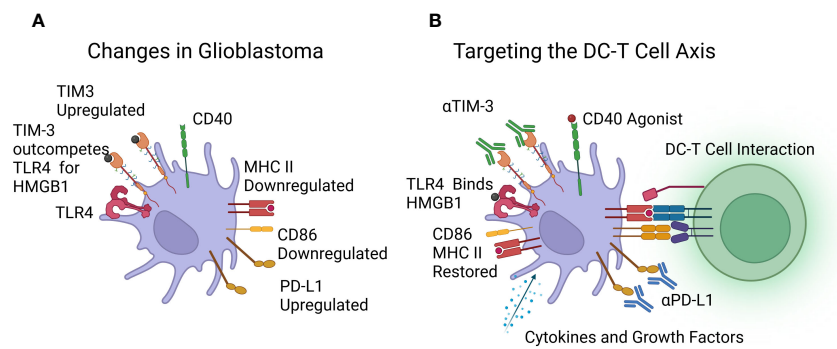 A
Changes in Glioblastoma
TIM3
Upregulated
CD40
TIM-3
outcompetes
TLR4 for
HMGB1
TLR4
MHC II
Downregulated
CD86
Downregulated
PD-L1
Upregulated
B
Targeting the DC-T Cell Axis
αTIM-3
CD40 Agonist
DC-T Cell Interaction
TLR4 Binds
HMGB1
CD86
MHC II
Restored
αPD-L1
Cytokines and Growth Factors